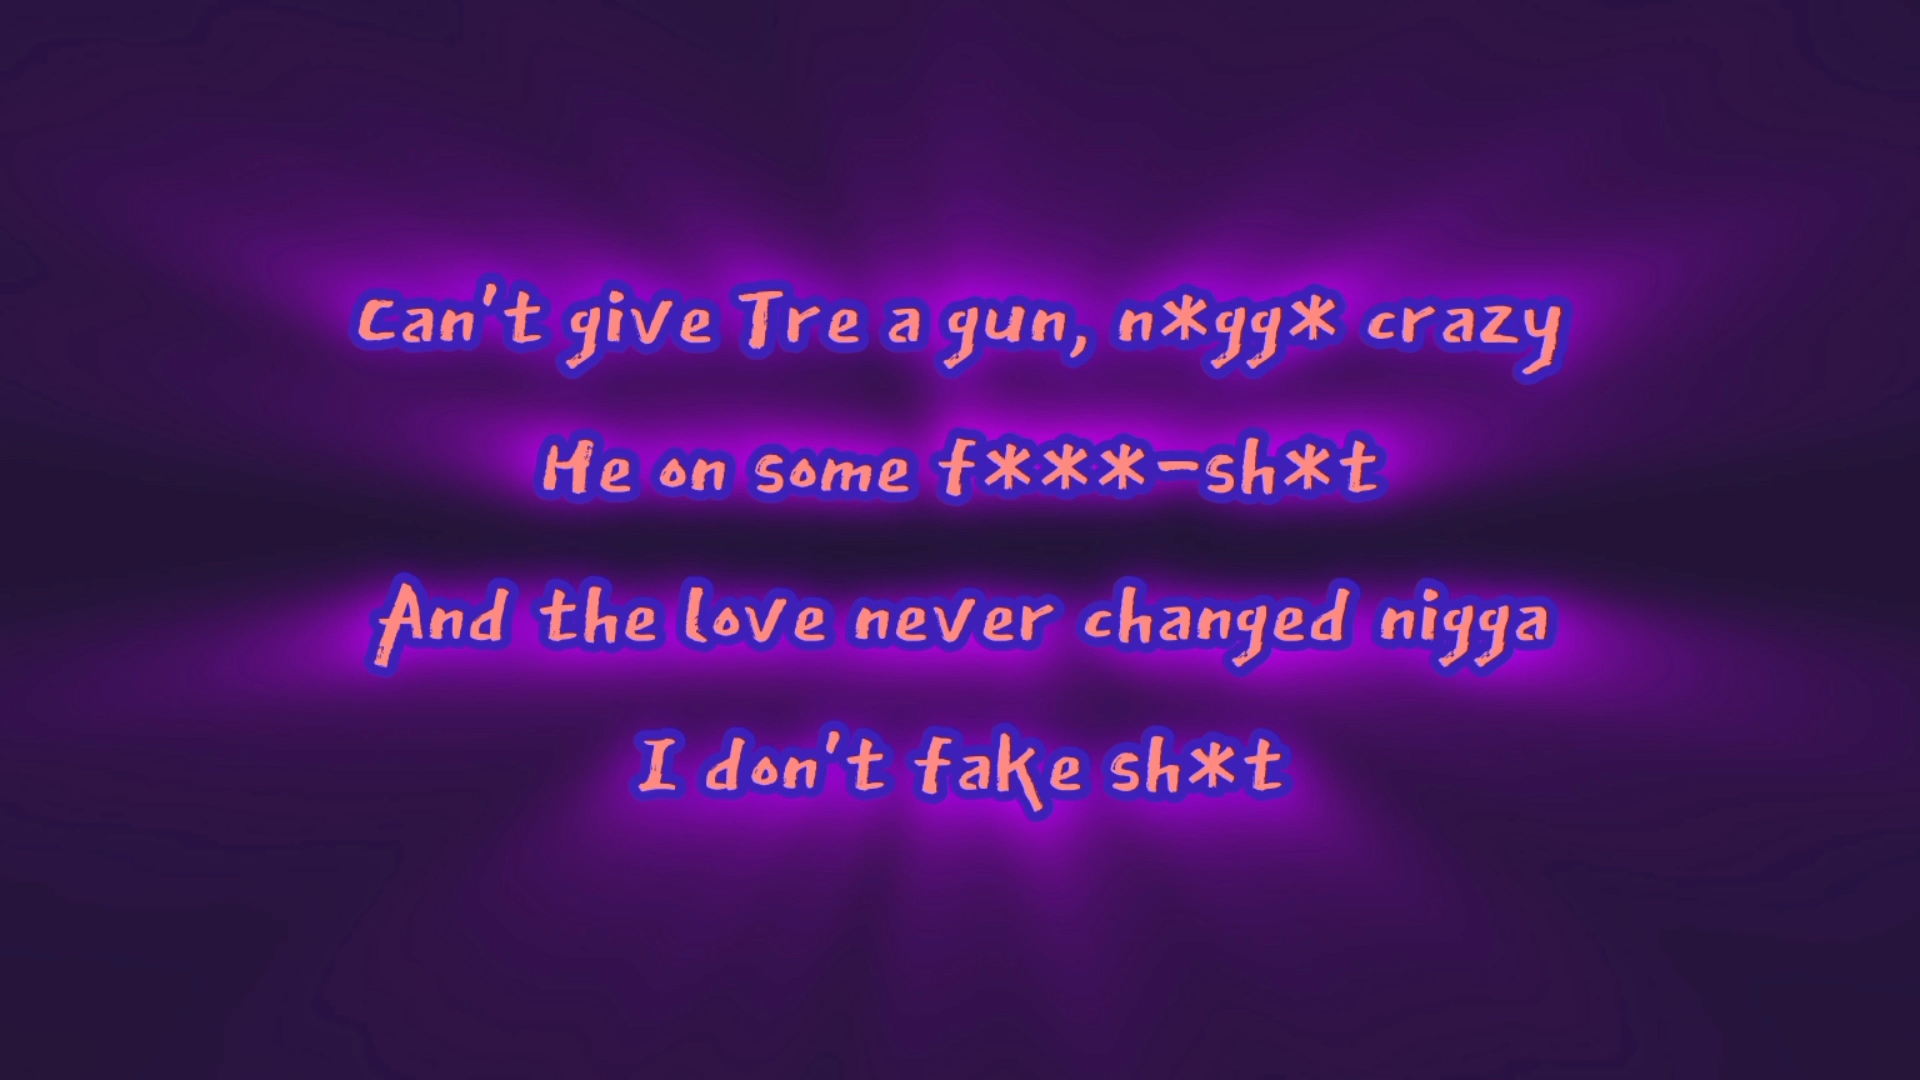 Can't give Tre a gun, n*gg* crazy
He on some f***-sh*t
And the love never changed nigga
I don't fake sh*t